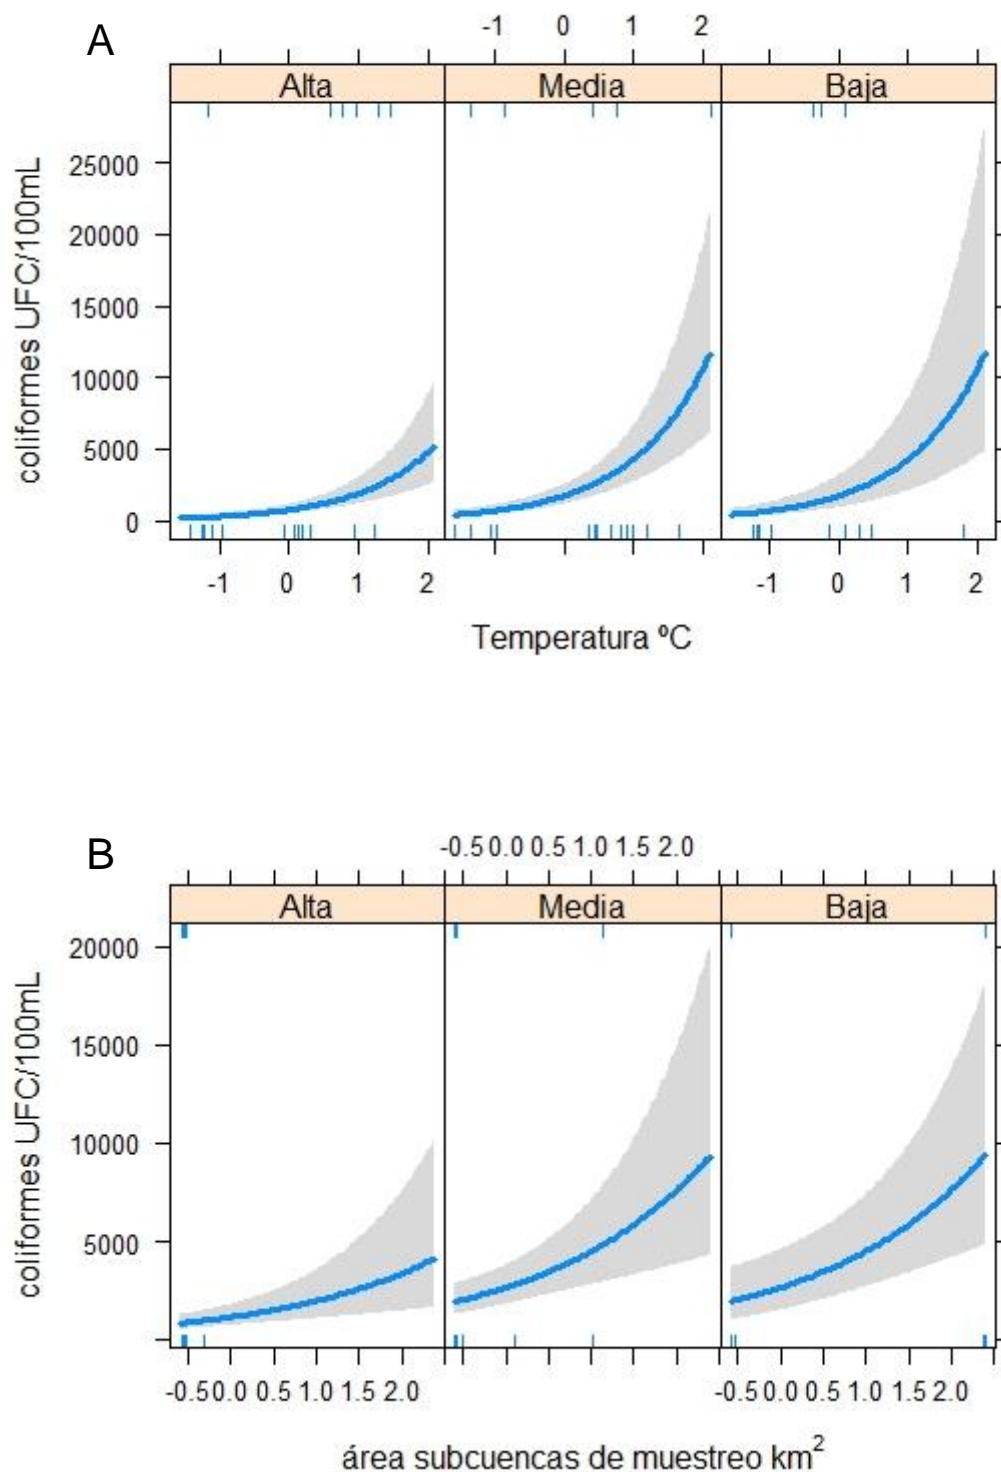 A
-1 0 1 2
Alta Media Baja
coliformes UFC/100mL
25000
20000
15000
10000
5000
0
-1 0 1 2 -1 0 1 2
Temperatura ºC
B
-0.5 0.0 0.5 1.0 1.5 2.0
Alta Media Baja
coliformes UFC/100mL
20000
15000
10000
5000
-0.5 0.0 0.5 1.0 1.5 2.0 -0.5 0.0 0.5 1.0 1.5 2.0
área subcuencas de muestreo km²